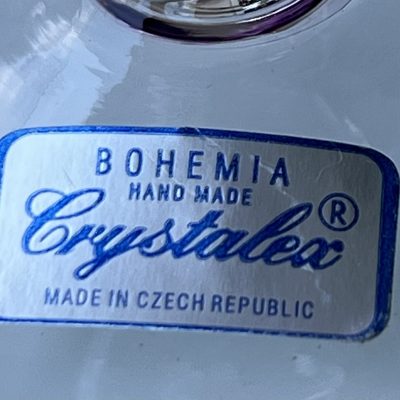 BOHEMIA
HAND MADE
Crystalex®
MADE IN CZECH REPUBLIC